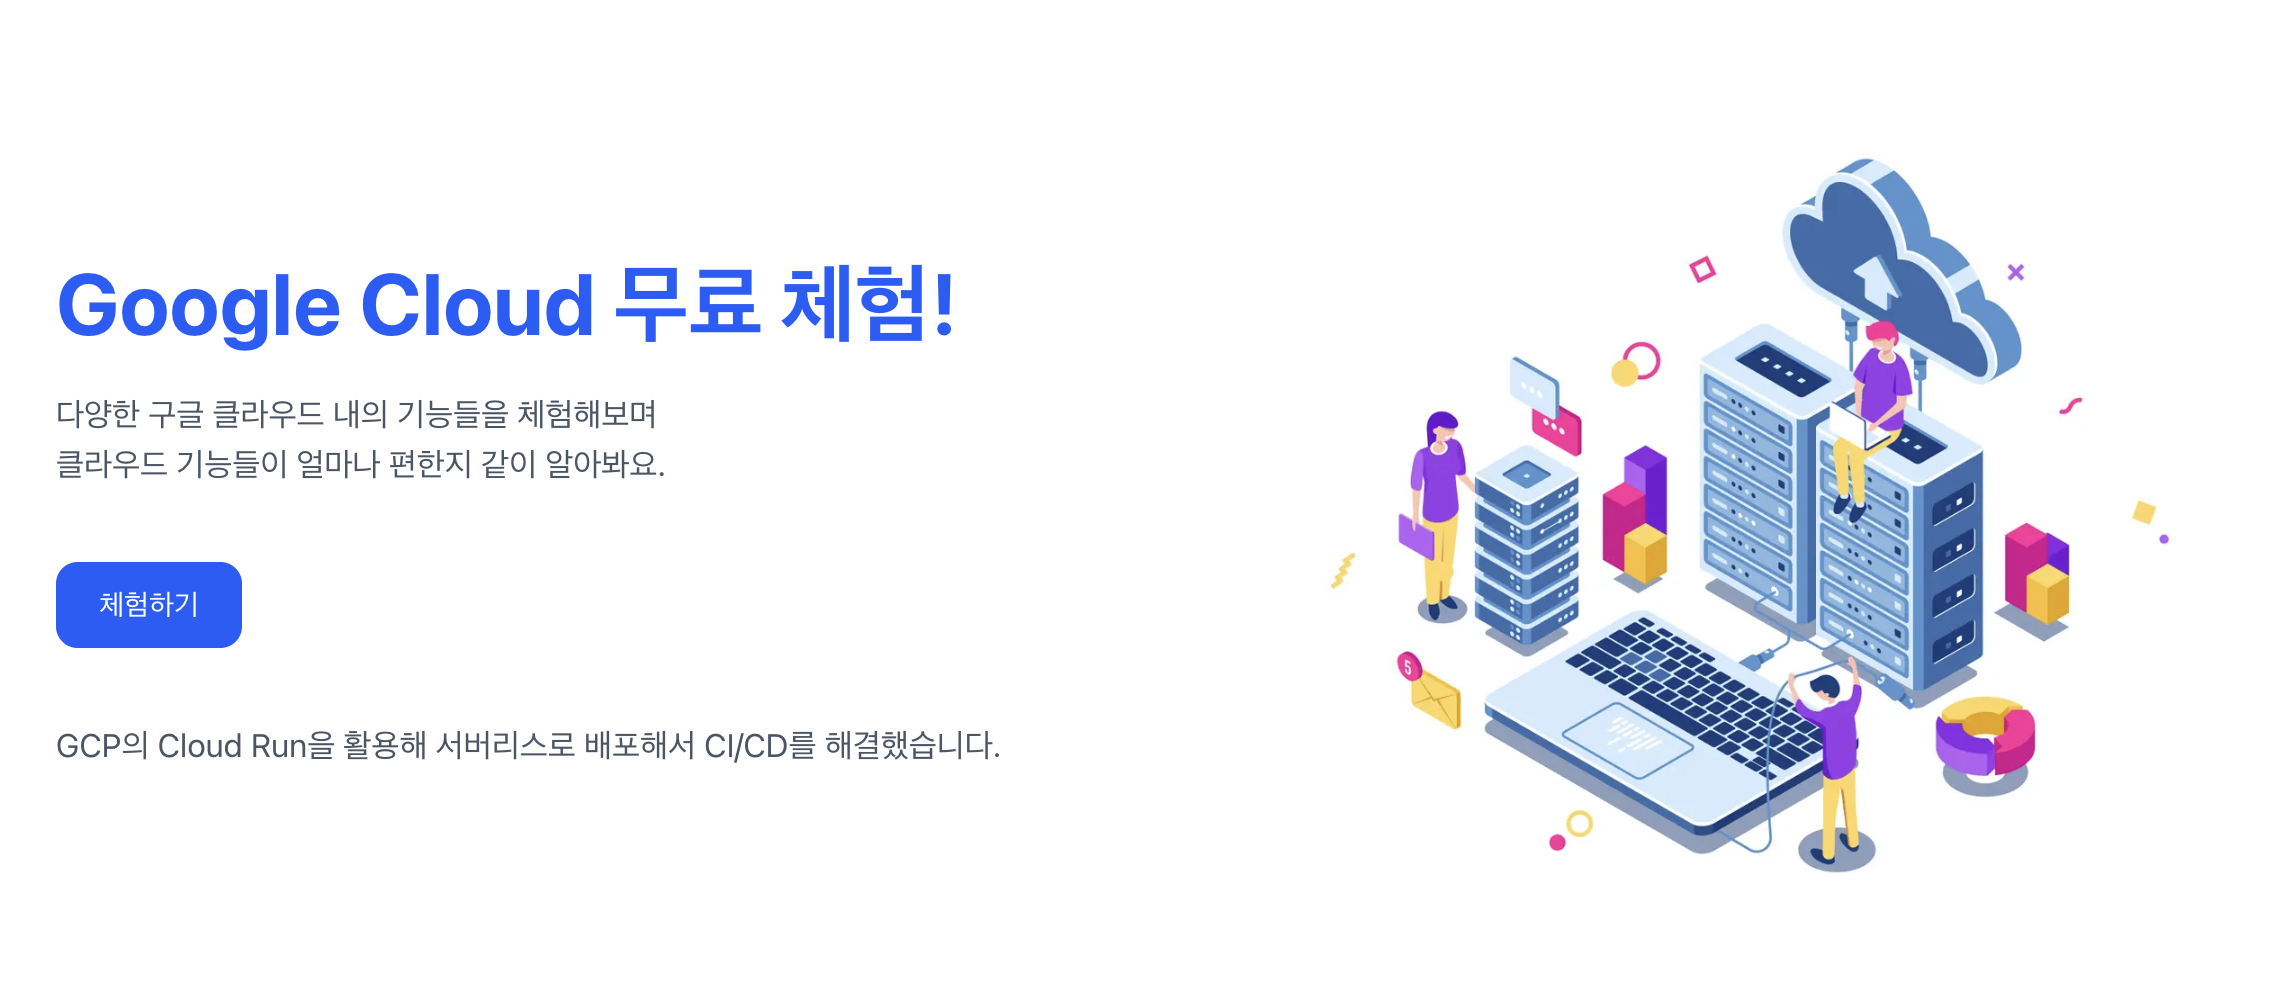 Google Cloud 무료 체험!
다양한 구글 클라우드 내의 기능들을 체험해보며
클라우드 기능들이 얼마나 편한지 같이 알아봐요.
체험하기
GCP의 Cloud Run을 활용해 서버리스로 배포해서 CI/CD를 해결했습니다.
5